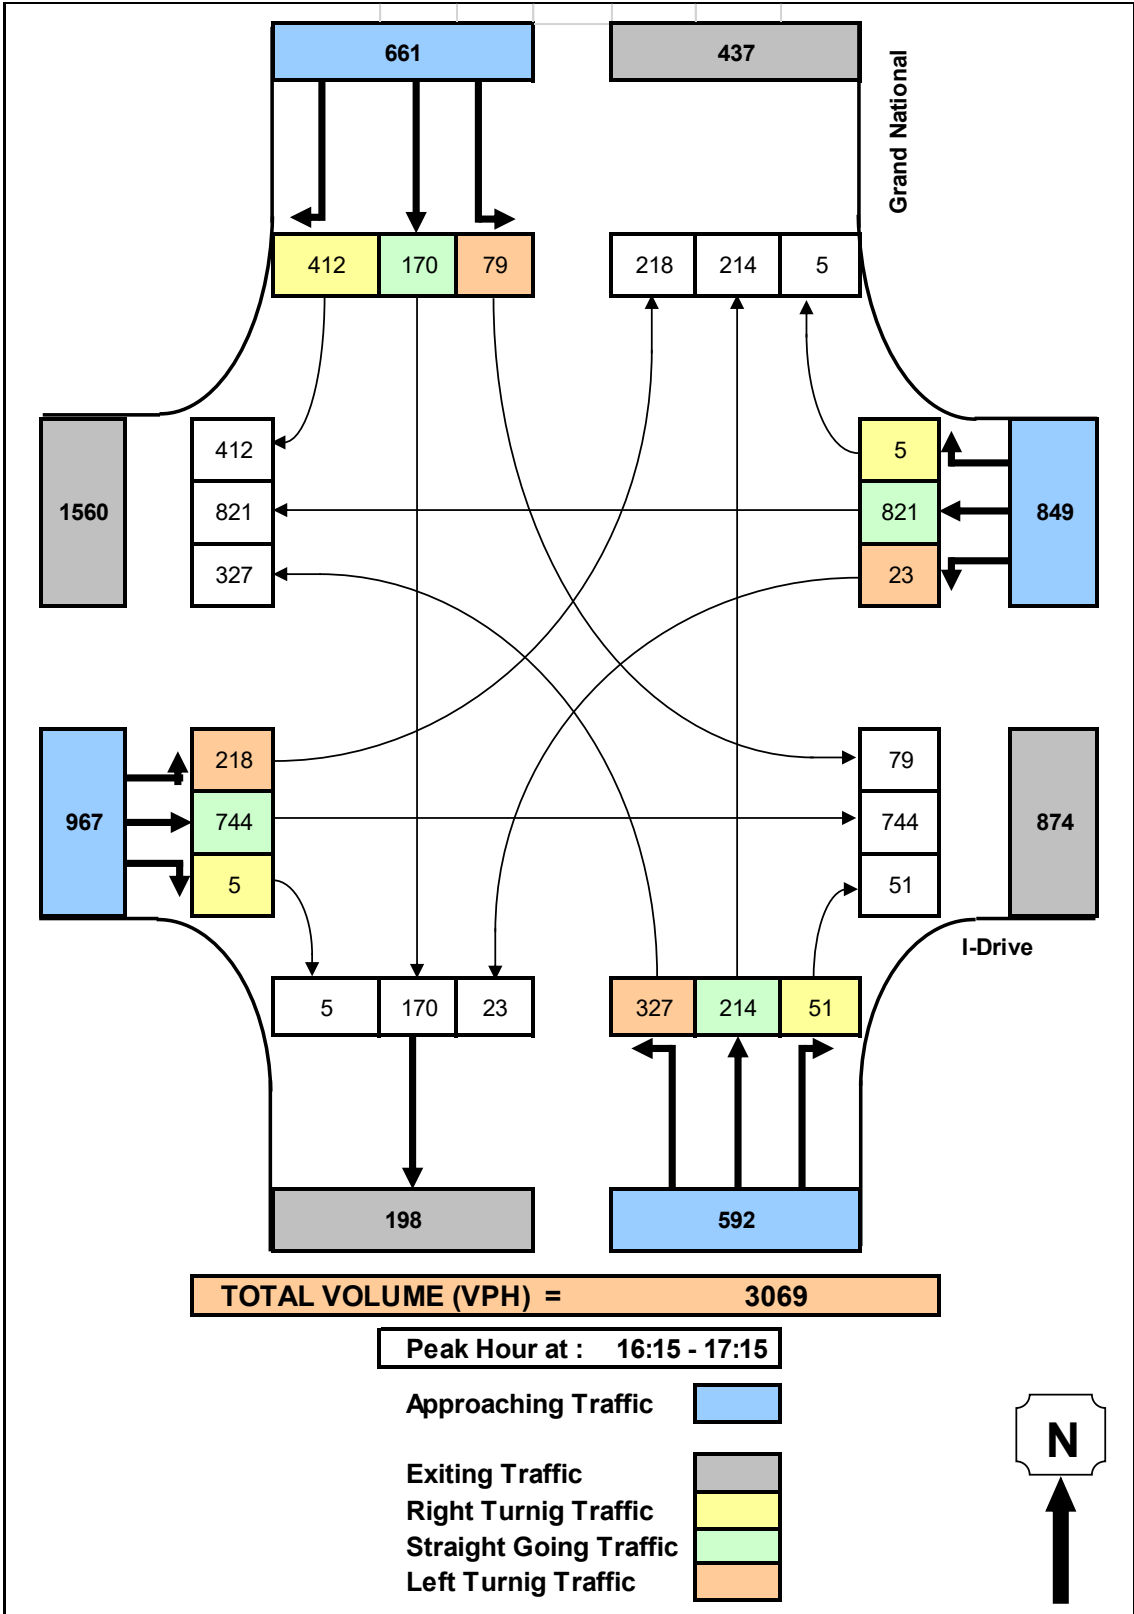 661 437
Grand National
412 170 79 218 214 5
412 5
1560 821 821 849
327 23
218 79
967 744 744 874
5 51
I-Drive
5 170 23 327 214 51
198 592
TOTAL VOLUME (VPH) = 3069
Peak Hour at : 16:15 - 17:15
Approaching Traffic
N
Exiting Traffic
Right Turnig Traffic
Straight Going Traffic
Left Turnig Traffic